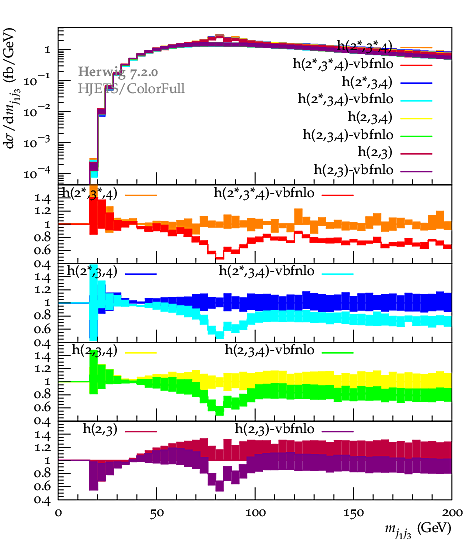 h(2*,3*,4)
h(2*,3*,4)-vbfnlo
h(2*,3,4)
h(2*,3,4)-vbfnlo
h(2,3,4)
h(2,3,4)-vbfnlo
h(2,3)
h(2,3)-vbfnlo
Herwig 7.2.0
HJETS/ColorFull
dσ/dm_{j₁j₃} (fb/GeV)
1
10⁻¹
10⁻²
10⁻³
10⁻⁴
h(2*,3*,4) h(2*,3*,4)-vbfnlo
1.4
1.2
1
0.8
0.6
0.4
h(2*,3,4) h(2*,3,4)-vbfnlo
1.4
1.2
1
0.8
0.6
0.4
h(2,3,4) h(2,3,4)-vbfnlo
1.4
1.2
1
0.8
0.6
0.4
h(2,3) h(2,3)-vbfnlo
1.4
1.2
1
0.8
0.6
0.4
0 50 100 150 200
m_{j₁j₃} [GeV]